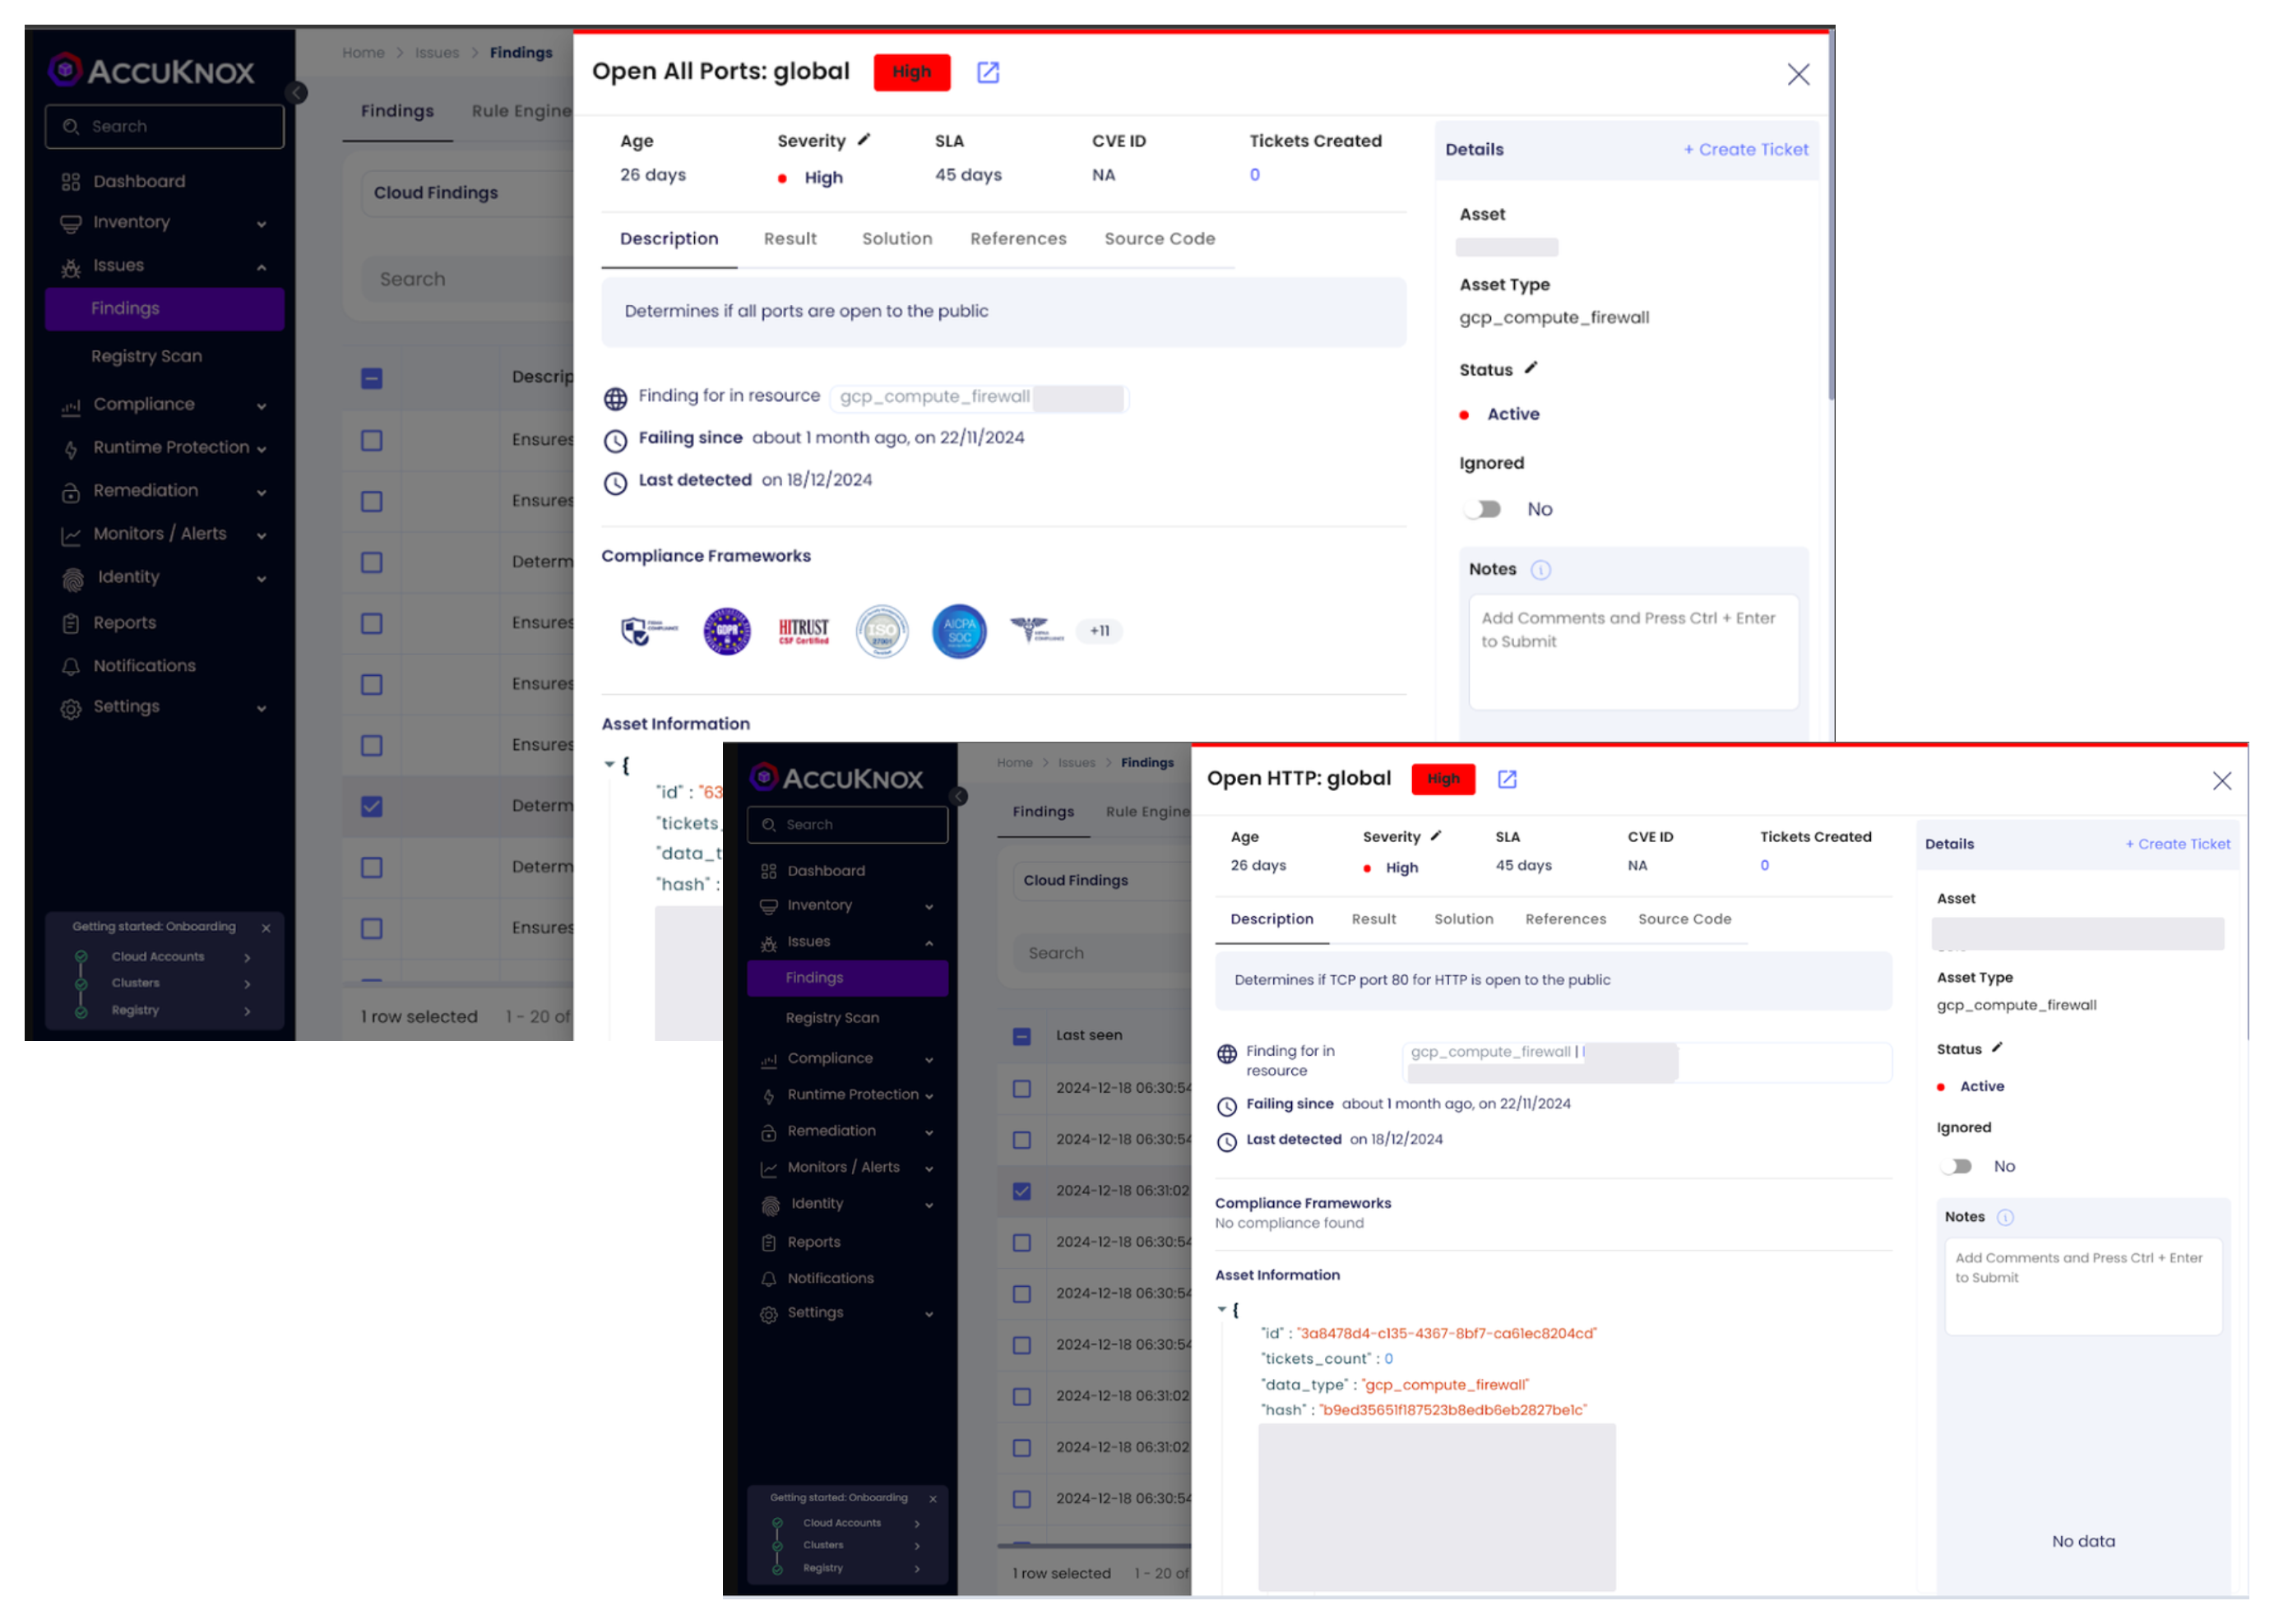 ACCUKNOX
Search
Dashboard
Inventory
Issues
Findings
Registry Scan
Compliance
Runtime Protection
Remediation
Monitors / Alerts
Identity
Reports
Notifications
Settings
Getting started: Onboarding
Cloud Accounts
Clusters
Registry
Home > Issues > Findings
Findings Rule Engine
Cloud Findings
Search
Descrip
Ensures
Ensures
Determ
Ensures
Ensures
Ensures
Determ
Determ
Ensures
1 row selected 1 - 20 of
Open All Ports: global High
Age Severity SLA CVE ID Tickets Created
26 days High 45 days NA 0
Description Result Solution References Source Code
Determines if all ports are open to the public
Finding for in resource gcp_compute_firewall
Failing since about 1 month ago, on 22/11/2024
Last detected on 18/12/2024
Compliance Frameworks
GDPR
HITRUST
CSF Certified
ISO
27001
AICPA
SOC
+11
Asset Information
{
"id" : "63
"tickets_
"data_t
"hash" :
Details + Create Ticket
Asset
Asset Type
gcp_compute_firewall
Status
Active
Ignored
No
Notes
Add Comments and Press Ctrl + Enter
to Submit
ACCUKNOX
Search
Dashboard
Inventory
Issues
Findings
Registry Scan
Compliance
Runtime Protection
Remediation
Monitors / Alerts
Identity
Reports
Notifications
Settings
Getting started: Onboarding
Cloud Accounts
Clusters
Registry
Home > Issues > Findings
Findings Rule Engine
Cloud Findings
Search
Last seen
2024-12-18 06:30:54
2024-12-18 06:30:54
2024-12-18 06:31:02
2024-12-18 06:30:54
2024-12-18 06:30:54
2024-12-18 06:30:54
2024-12-18 06:31:02
2024-12-18 06:31:02
2024-12-18 06:30:54
1 row selected 1 - 20 of
Open HTTP: global High
Age Severity SLA CVE ID Tickets Created
26 days High 45 days NA 0
Description Result Solution References Source Code
Determines if TCP port 80 for HTTP is open to the public
Finding for in
resource
gcp_compute_firewall |
Failing since about 1 month ago, on 22/11/2024
Last detected on 18/12/2024
Compliance Frameworks
No compliance found
Asset Information
{
"id" : "3a8478d4-c135-4367-8bf7-ca61ec8204cd"
"tickets_count" : 0
"data_type" : "gcp_compute_firewall"
"hash" : "b9ed35651f187523b8edb6eb2827be1c"
Details + Create Ticket
Asset
Asset Type
gcp_compute_firewall
Status
Active
Ignored
No
Notes
Add Comments and Press Ctrl + Enter
to Submit
No data